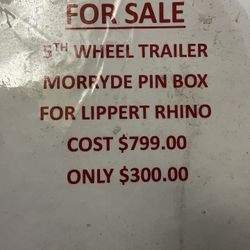 FOR SALE
5TH WHEEL TRAILER
MORRYDE PIN BOX
FOR LIPPERT RHINO
COST $799.00
ONLY $300.00